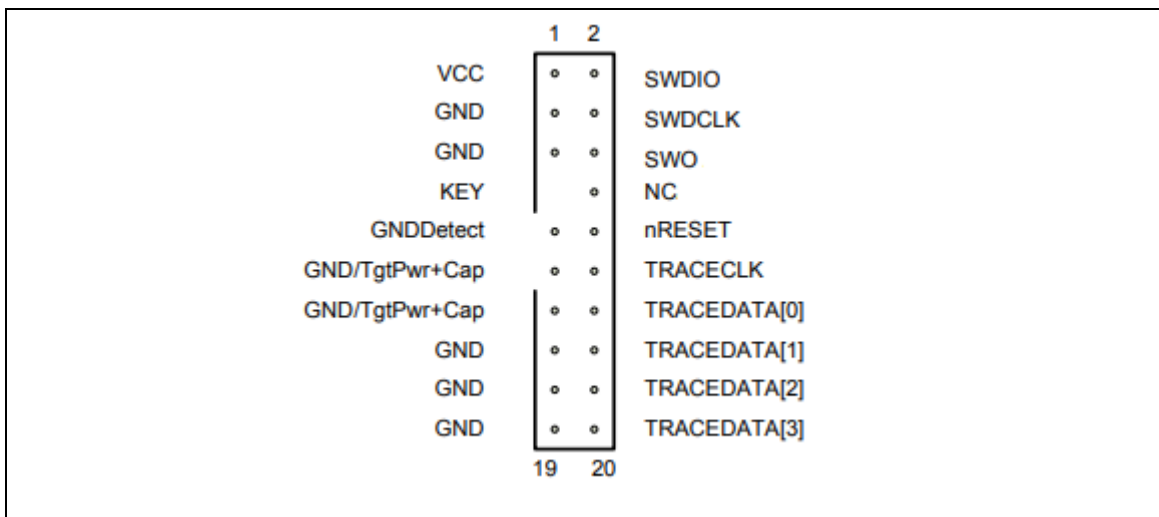 1 2
VCC SWDIO
GND SWDCLK
GND SWO
KEY NC
GNDDetect nRESET
GND/TgtPwr+Cap TRACECLK
GND/TgtPwr+Cap TRACEDATA[0]
GND TRACEDATA[1]
GND TRACEDATA[2]
GND TRACEDATA[3]
19 20